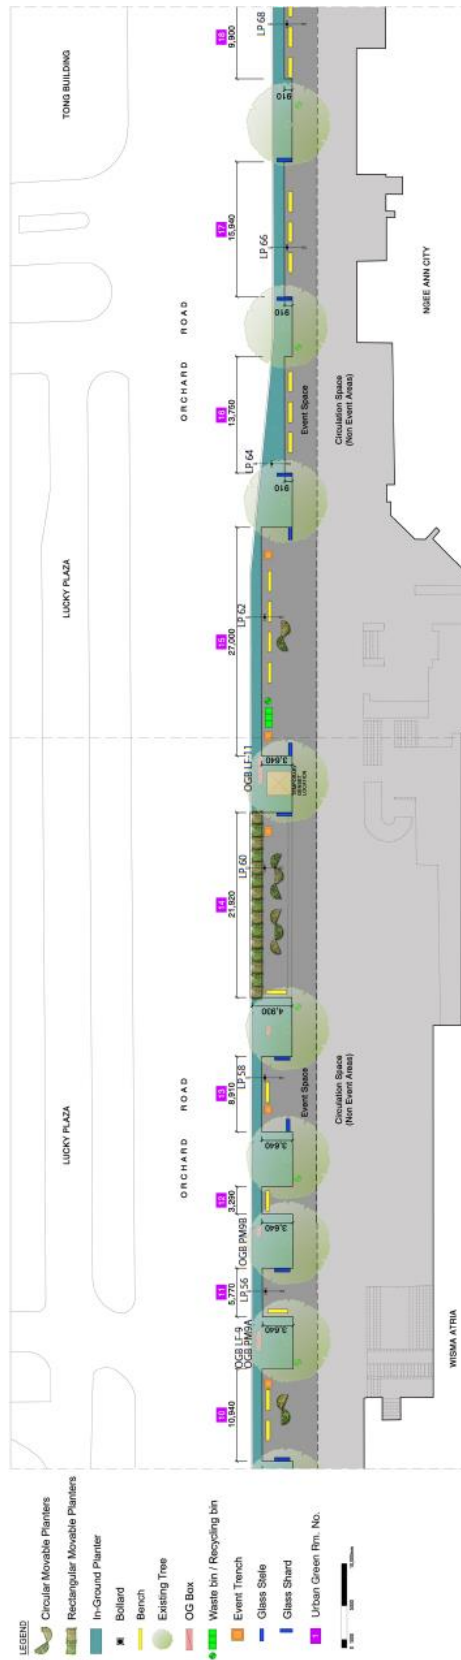 LEGEND
Circular Movable Planters
Rectangular Movable Planters
In-Ground Planter
Bollard
Bench
Existing Tree
OG Box
Waste bin / Recycling bin
Event Trench
Glass Stele
Glass Shard
1 Urban Green Rm. No.
LUCKY PLAZA
LUCKY PLAZA
TONG BUILDING
ORCHARD ROAD
ORCHARD ROAD
10
10,940
OGB LF-9
OGB PM9A
3,640
11
5,770
LP 56
OGB PM9B
3,640
12
3,290
3,640
13
8,910
LP 58
4,930
14
21,920
LP 60
OGB LF-11
3,640
LOCATION
15
27,000
LP 62
910
LP 64
16
13,750
910
17
15,940
LP 66
910
18
9,900
LP 68
Event Space
Event Space
Circulation Space
(Non Event Areas)
Circulation Space
(Non Event Areas)
WISMA ATRIA
NGEE ANN CITY